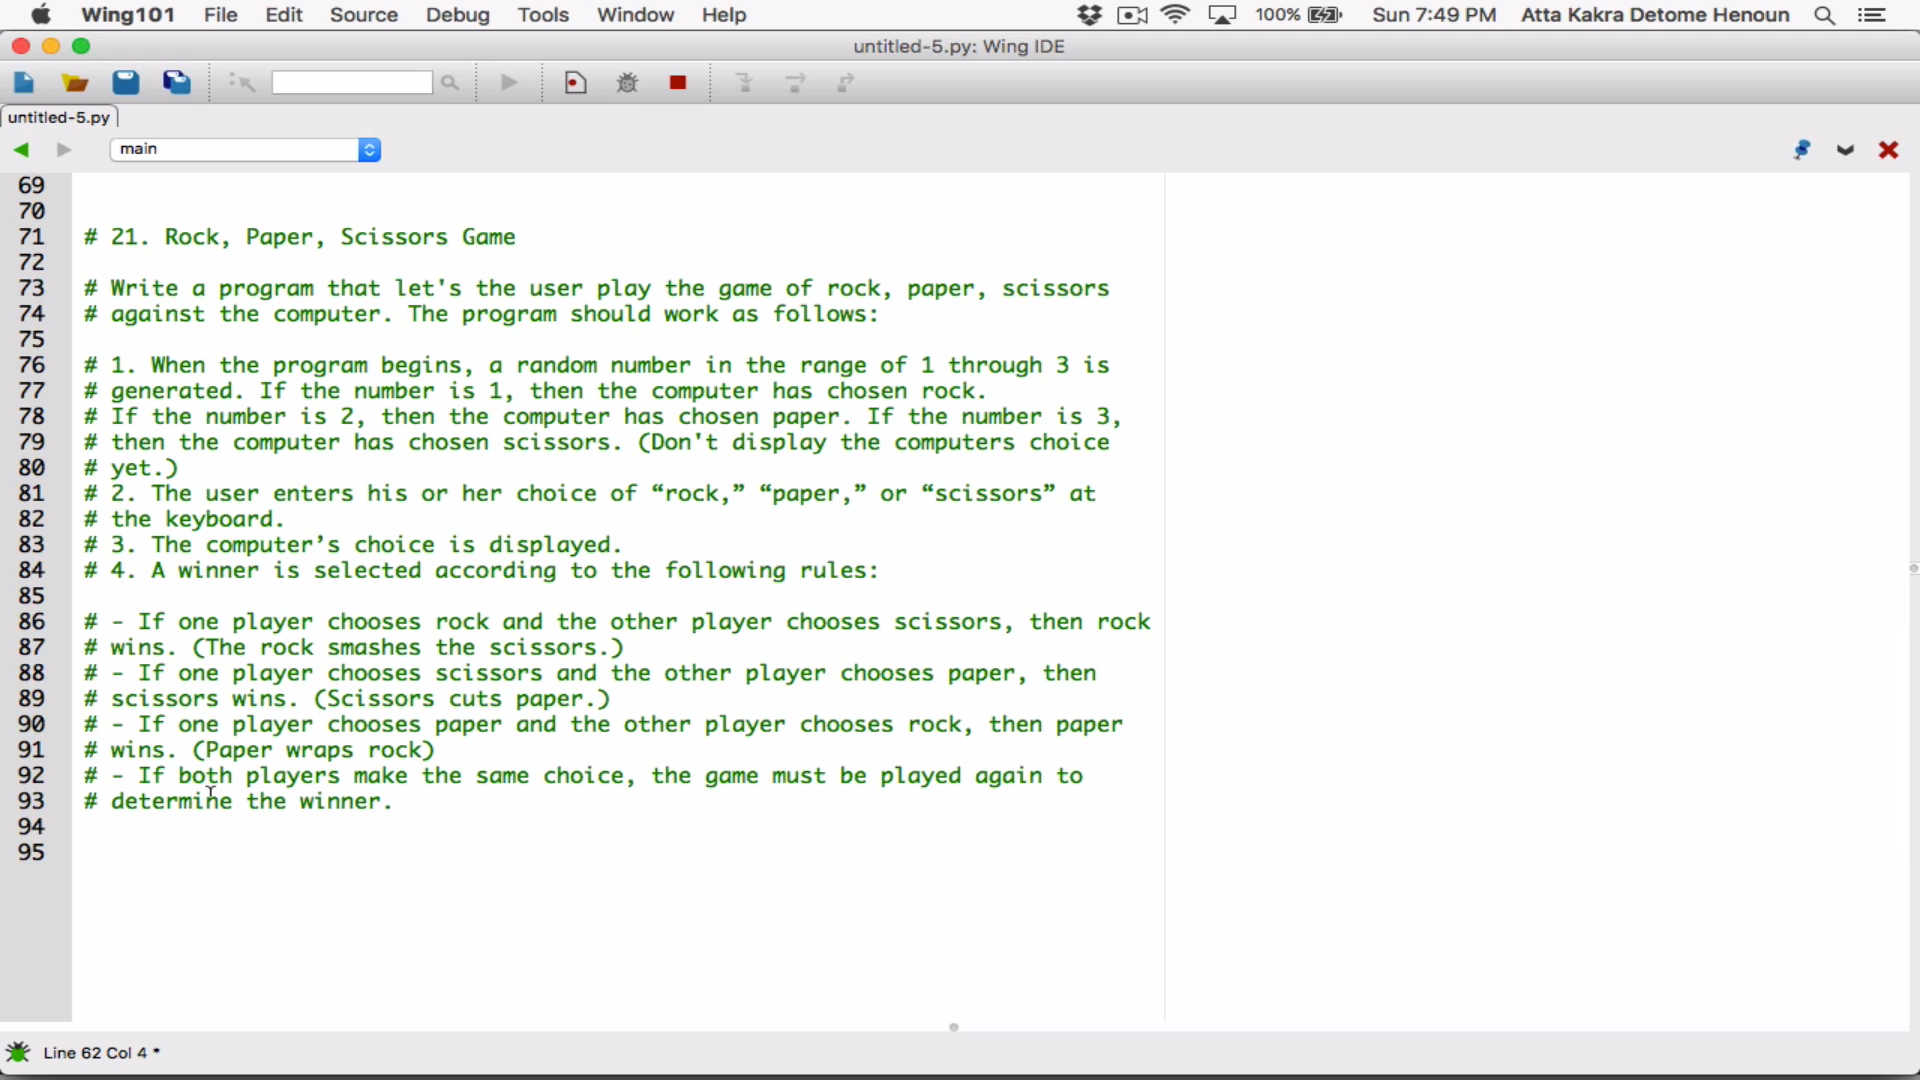 Wing101 File Edit Source Debug Tools Window Help 100% Sun 7:49 PM Atta Kakra Detome Henoun
untitled-5.py: Wing IDE
untitled-5.py
main
69
70
71 # 21. Rock, Paper, Scissors Game
72
73 # Write a program that let's the user play the game of rock, paper, scissors
74 # against the computer. The program should work as follows:
75
76 # 1. When the program begins, a random number in the range of 1 through 3 is
77 # generated. If the number is 1, then the computer has chosen rock.
78 # If the number is 2, then the computer has chosen paper. If the number is 3,
79 # then the computer has chosen scissors. (Don't display the computers choice
80 # yet.)
81 # 2. The user enters his or her choice of “rock,” “paper,” or “scissors” at
82 # the keyboard.
83 # 3. The computer’s choice is displayed.
84 # 4. A winner is selected according to the following rules:
85
86 # - If one player chooses rock and the other player chooses scissors, then rock
87 # wins. (The rock smashes the scissors.)
88 # - If one player chooses scissors and the other player chooses paper, then
89 # scissors wins. (Scissors cuts paper.)
90 # - If one player chooses paper and the other player chooses rock, then paper
91 # wins. (Paper wraps rock)
92 # - If both players make the same choice, the game must be played again to
93 # determine the winner.
94
95
Line 62 Col 4 *